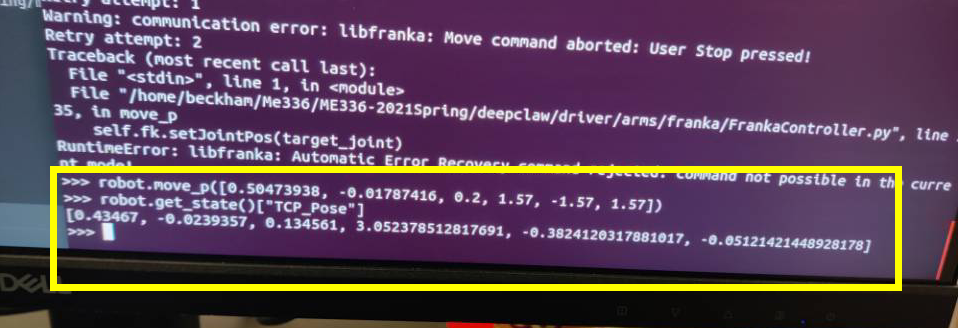 attempt: 1
Warning: communication error: libfranka: Move command aborted: User Stop pressed!
Retry attempt: 2
Traceback (most recent call last):
File "<stdin>", line 1, in <module>
File "/home/beckham/Me336/ME336-2021Spring/deepclaw/driver/arms/franka/FrankaController.py", line
35, in move_p
self.fk.setJointPos(target_joint)
RuntimeError: libfranka: Automatic Error Recovery command rejected: command not possible in the curre
nt mode!
>>> robot.move_p([0.50473938, -0.01787416, 0.2, 1.57, -1.57, 1.57])
>>> robot.get_state()["TCP_Pose"]
[0.43467, -0.0239357, 0.134561, 3.052378512817691, -0.3824120317881017, -0.05121421448928178]
>>>
DELL